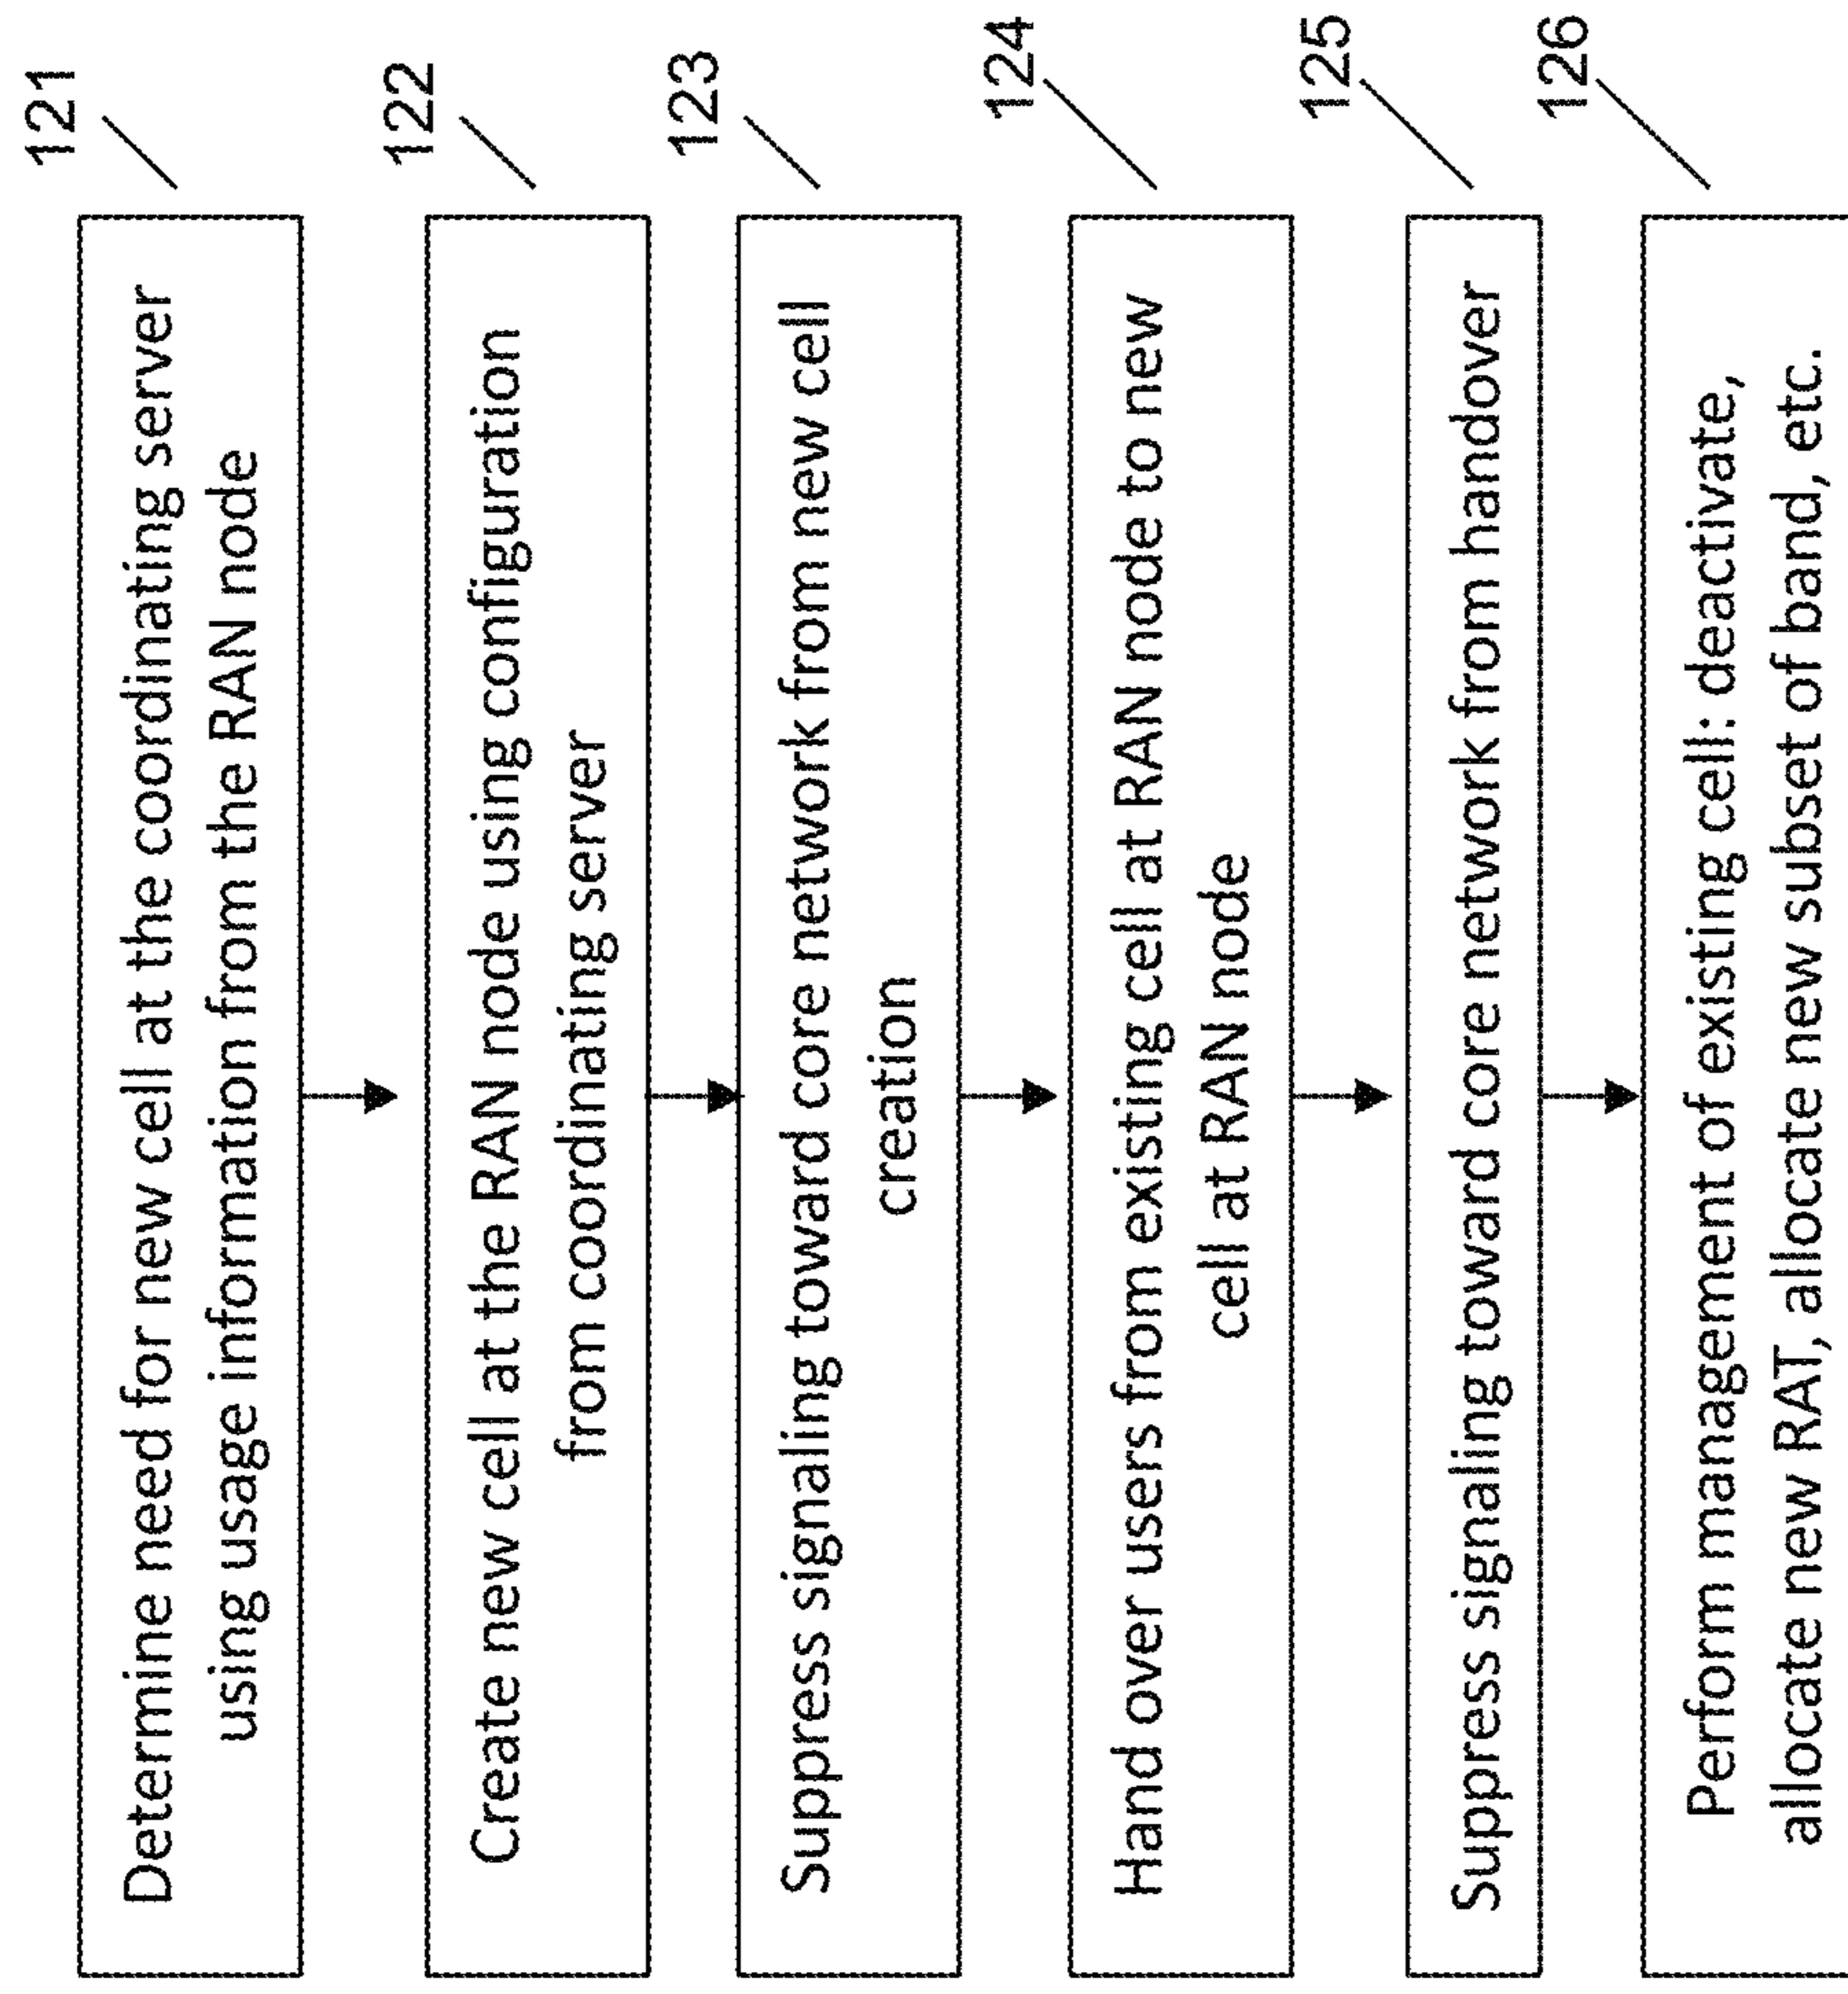 121
Determine need for new cell at the coordinating server
using usage information from the RAN node
122
Create new cell at the RAN node using configuration
from coordinating server
123
Suppress signaling toward core network from new cell
creation
124
Hand over users from existing cell at RAN node to new
cell at RAN node
125
Suppress signaling toward core network from handover
126
Perform management of existing cell: deactivate,
allocate new RAT, allocate new subset of band, etc.